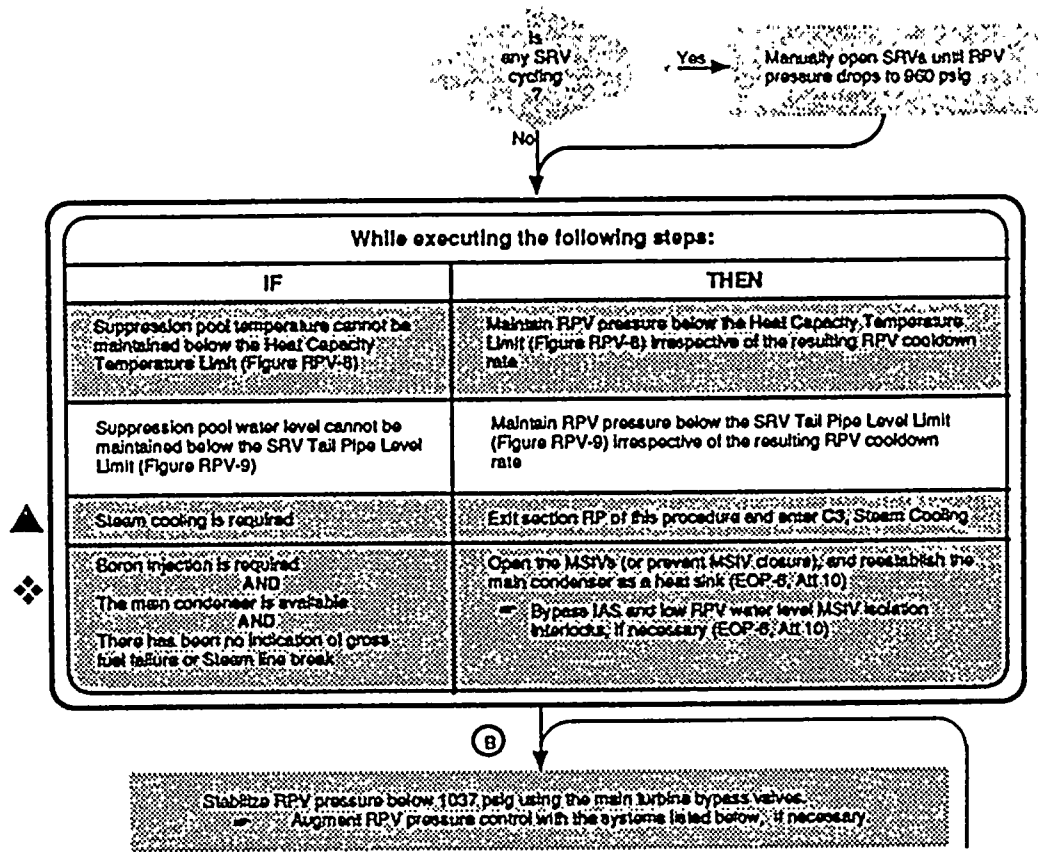 Is
any SRV
cycling
?
Yes
Manually open SRVs until RPV
pressure drops to 960 psig
No
While executing the following steps:
IF
THEN
Suppression pool temperature cannot be
maintained below the Heat Capacity
Temperature Limit (Figure RPV-8)
Maintain RPV pressure below the Heat Capacity Temperature
Limit (Figure RPV-8) irrespective of the resulting RPV cooldown
rate
Suppression pool water level cannot be
maintained below the SRV Tail Pipe Level
Limit (Figure RPV-9)
Maintain RPV pressure below the SRV Tail Pipe Level Limit
(Figure RPV-9) irrespective of the resulting RPV cooldown
rate
Steam cooling is required
Exit section RP of this procedure and enter C3, Steam Cooling
Boron injection is required
AND
The main condenser is available
AND
There has been no indication of gross
fuel failure or Steam line break
Open the MSIVs (or prevent MSIV closure), and reestablish the
main condenser as a heat sink (EOP-6, Att 10)
Bypass IAS and low RPV water level MSIV isolation
interlocks, if necessary (EOP-6, Att 10)
8
Stabilize RPV pressure below 1037 psig using the main turbine bypass valves.
Augment RPV pressure control with the systems listed below, if necessary.